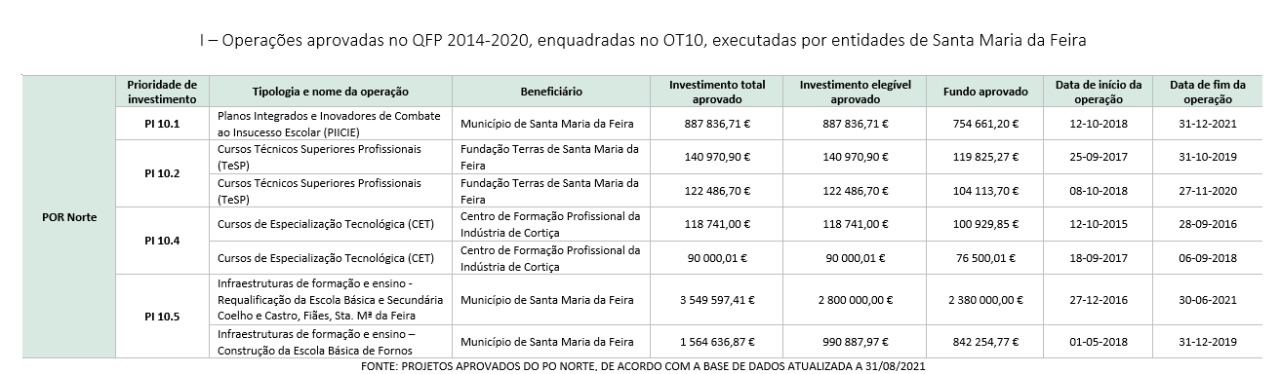 I – Operações aprovadas no QFP 2014-2020, enquadradas no OT10, executadas por entidades de Santa Maria da Feira
Prioridade de investimento Tipologia e nome da operação Beneficiário Investimento total aprovado Investimento elegível aprovado Fundo aprovado Data de início da operação Data de fim da operação
POR Norte
PI 10.1 Planos Integrados e Inovadores de Combate ao Insucesso Escolar (PIICIE) Município de Santa Maria da Feira 887 836,71 € 887 836,71 € 754 661,20 € 12-10-2018 31-12-2021
PI 10.2 Cursos Técnicos Superiores Profissionais (TeSP) Fundação Terras de Santa Maria da Feira 140 970,90 € 140 970,90 € 119 825,27 € 25-09-2017 31-10-2019
Cursos Técnicos Superiores Profissionais (TeSP) Fundação Terras de Santa Maria da Feira 122 486,70 € 122 486,70 € 104 113,70 € 08-10-2018 27-11-2020
PI 10.4 Cursos de Especialização Tecnológica (CET) Centro de Formação Profissional da Indústria de Cortiça 118 741,00 € 118 741,00 € 100 929,85 € 12-10-2015 28-09-2016
Cursos de Especialização Tecnológica (CET) Centro de Formação Profissional da Indústria de Cortiça 90 000,01 € 90 000,01 € 76 500,01 € 18-09-2017 06-09-2018
PI 10.5 Infraestruturas de formação e ensino - Requalificação da Escola Básica e Secundária Coelho e Castro, Fiães, Sta. Mª da Feira Município de Santa Maria da Feira 3 549 597,41 € 2 800 000,00 € 2 380 000,00 € 27-12-2016 30-06-2021
Infraestruturas de formação e ensino – Construção da Escola Básica de Fornos Município de Santa Maria da Feira 1 564 636,87 € 990 887,97 € 842 254,77 € 01-05-2018 31-12-2019
FONTE: PROJETOS APROVADOS DO PO NORTE, DE ACORDO COM A BASE DE DADOS ATUALIZADA A 31/08/2021